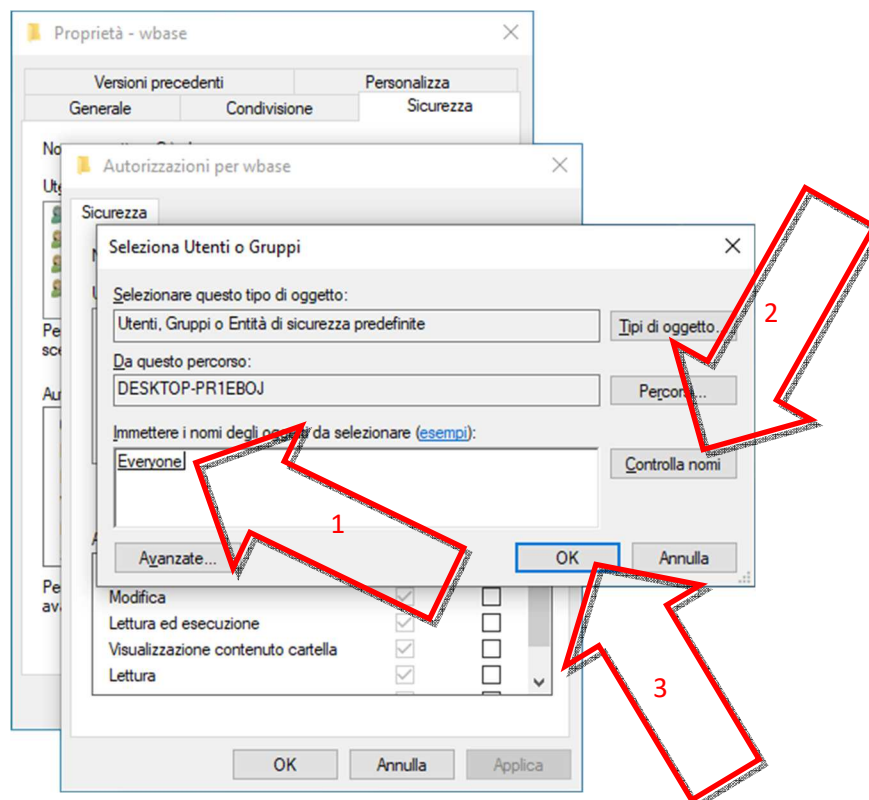 Proprietà - wbase
Versioni precedenti Personalizza
Generale Condivisione Sicurezza
Autorizzazioni per wbase
Sicurezza
Seleziona Utenti o Gruppi
Selezionare questo tipo di oggetto:
Utenti, Gruppi o Entità di sicurezza predefinite
Tipi di oggetto...
2
Da questo percorso:
DESKTOP-PR1EBOJ
Percorsi...
Immettere i nomi degli oggetti da selezionare (esempi):
Everyone
Controlla nomi
1
Avanzate... OK Annulla
Modifica
Lettura ed esecuzione
Visualizzazione contenuto cartella
Lettura
3
OK Annulla Applica